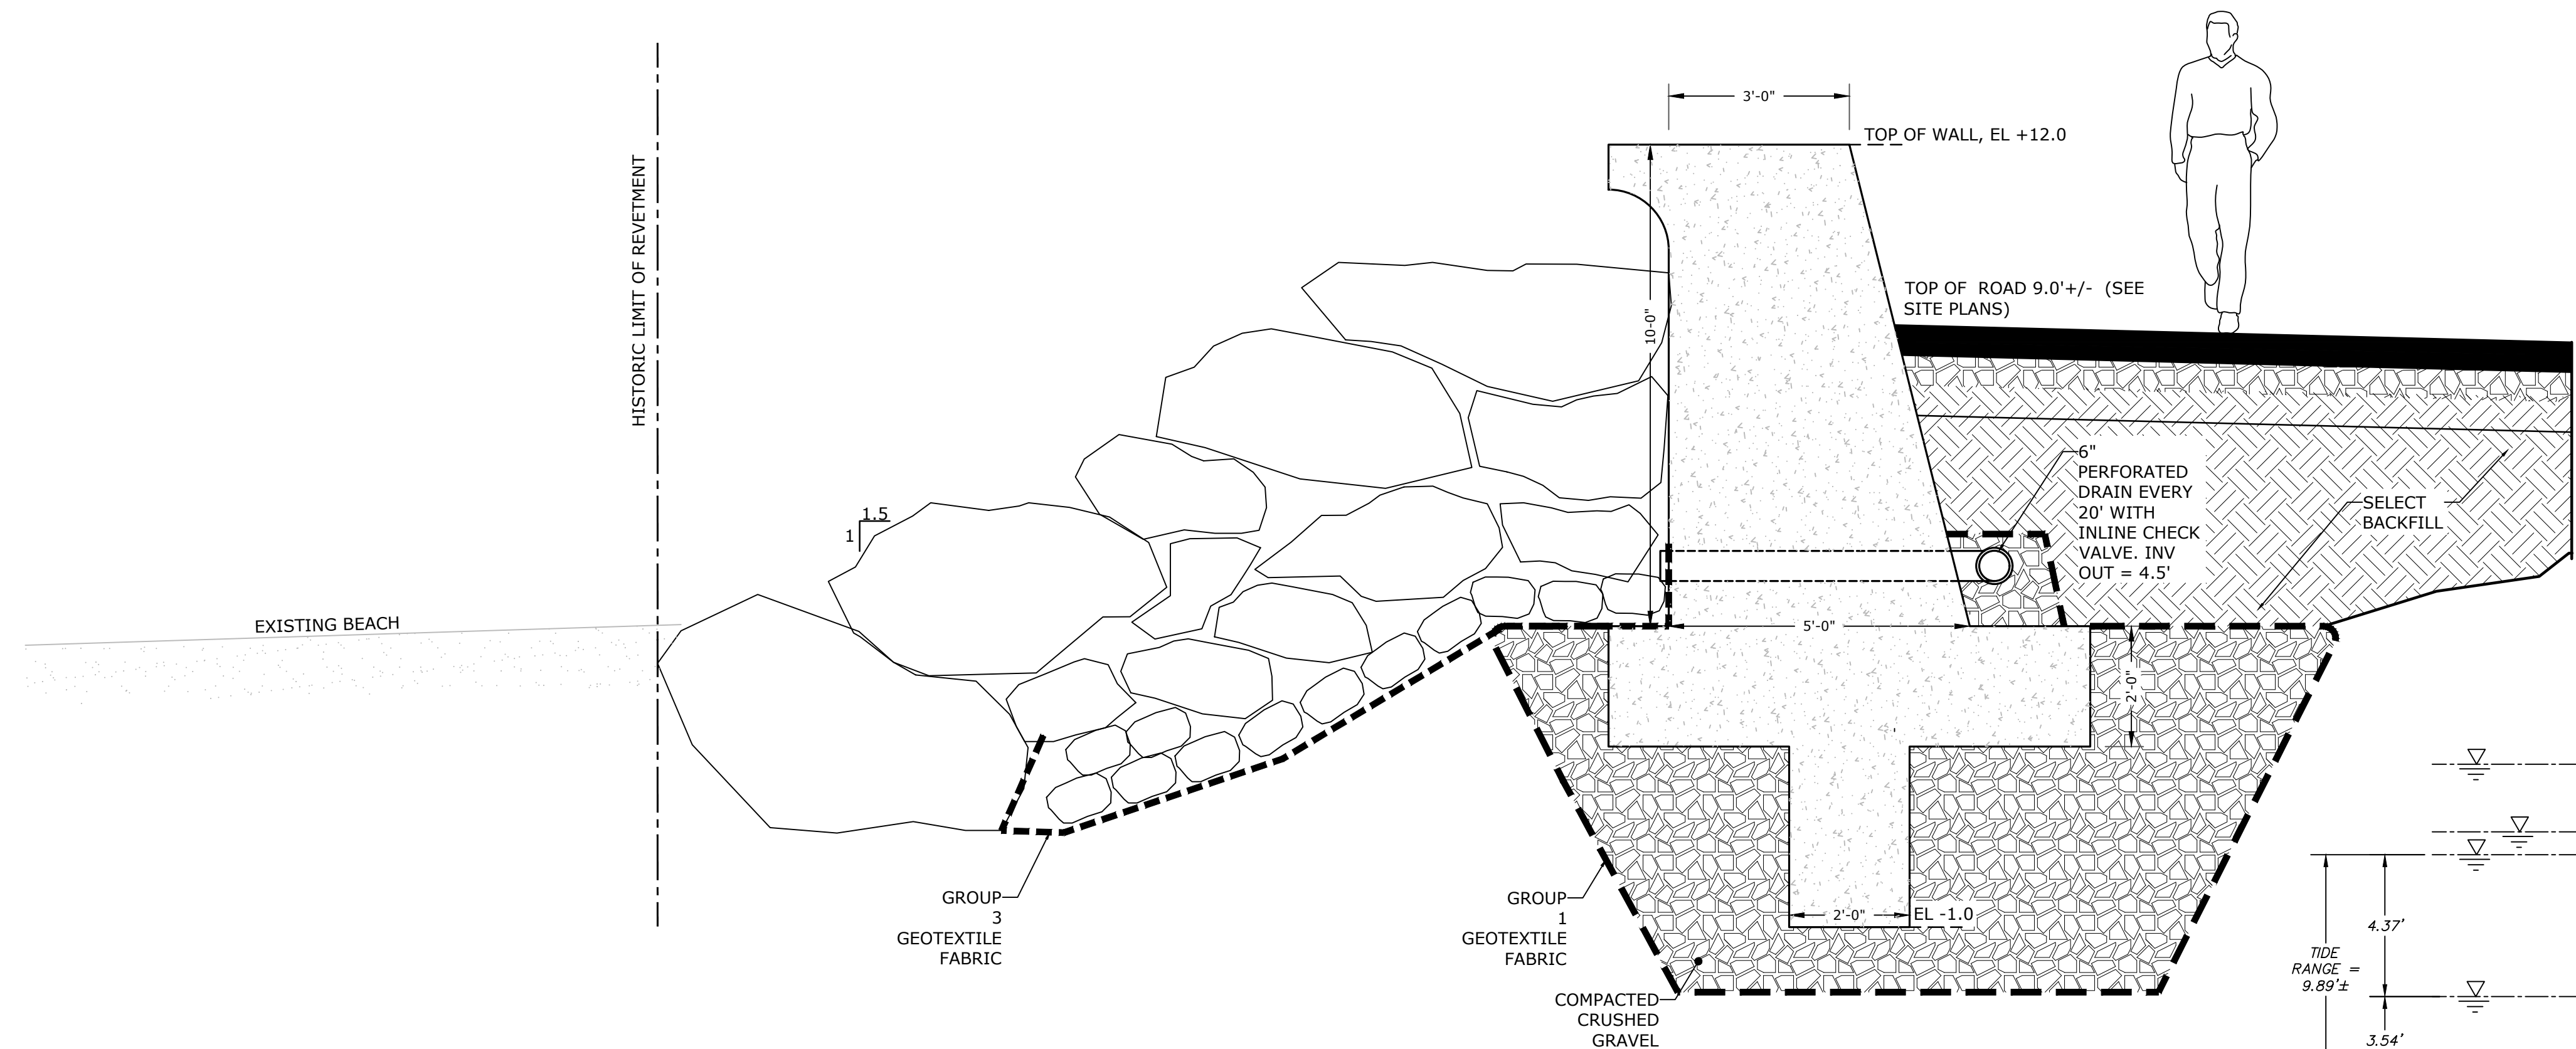 HISTORIC LIMIT OF REVETMENT
EXISTING BEACH
1.5
1
3'-0"
TOP OF WALL, EL +12.0
10-0"
TOP OF ROAD 9.0'+/- (SEE
SITE PLANS)
6"
PERFORATED
DRAIN EVERY
20' WITH
INLINE CHECK
VALVE. INV
OUT = 4.5'
SELECT
BACKFILL
5'-0"
2'-0"
2'-0"
EL -1.0
GROUP
3
GEOTEXTILE
FABRIC
GROUP
1
GEOTEXTILE
FABRIC
COMPACTED
CRUSHED
GRAVEL
TIDE
RANGE =
9.89'±
4.37'
3.54'